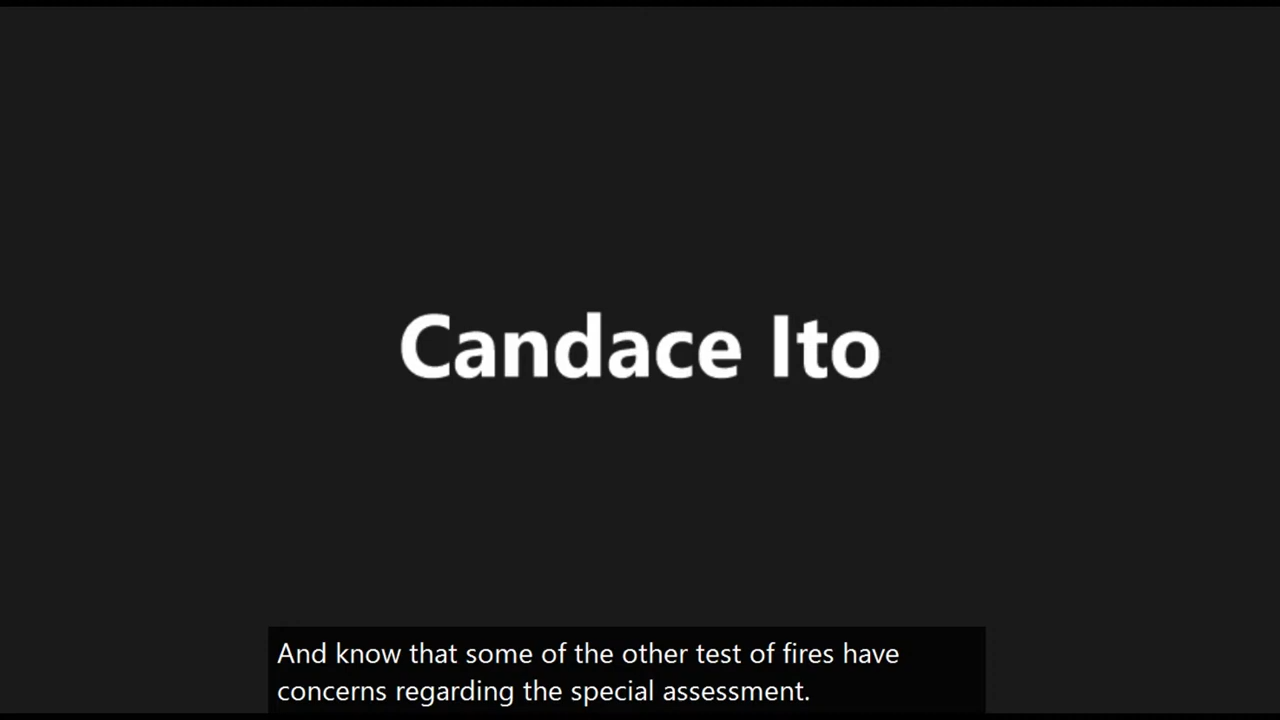 Candace Ito
And know that some of the other test of fires have
concerns regarding the special assessment.